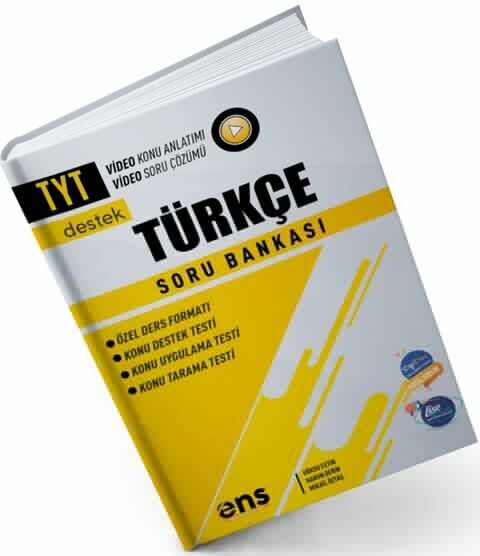 TYT
destek
VİDEO KONU ANLATIMI
VİDEO SORU ÇÖZÜMÜ
TÜRKÇE
SORU BANKASI
• ÖZEL DERS FORMATI
• KONU DESTEK TESTİ
• KONU UYGULAMA TESTİ
• KONU TARAMA TESTİ
ens